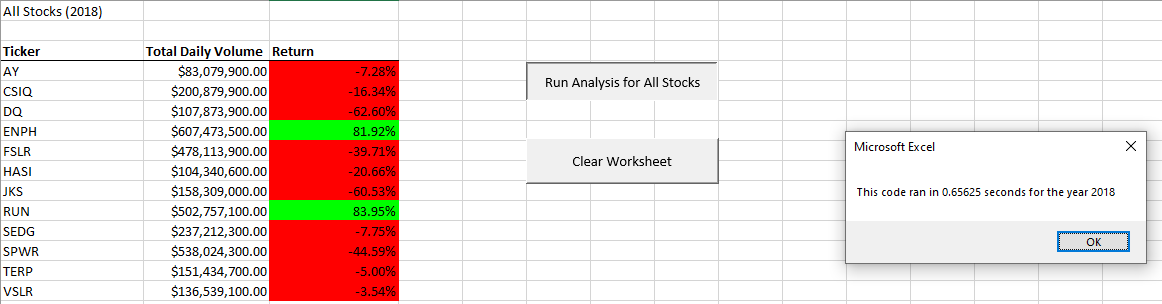 All Stocks (2018)
Ticker Total Daily Volume Return
AY $83,079,900.00 -7.28%
CSIQ $200,879,900.00 -16.34%
DQ $107,873,900.00 -62.60%
ENPH $607,473,500.00 81.92%
FSLR $478,113,900.00 -39.71%
HASI $104,340,600.00 -20.66%
JKS $158,309,000.00 -60.53%
RUN $502,757,100.00 83.95%
SEDG $237,212,300.00 -7.75%
SPWR $538,024,300.00 -44.59%
TERP $151,434,700.00 -5.00%
VSLR $136,539,100.00 -3.54%
Run Analysis for All Stocks
Clear Worksheet
Microsoft Excel
This code ran in 0.65625 seconds for the year 2018
OK